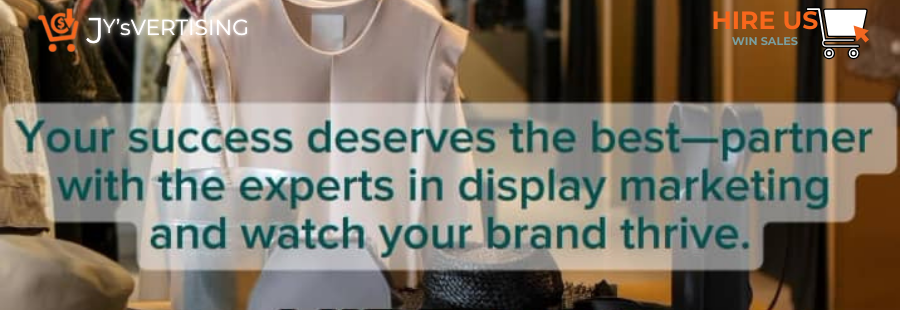 JY'sVERTISING
HIRE US
WIN SALES
Your success deserves the best—partner
with the experts in display marketing
and watch your brand thrive.